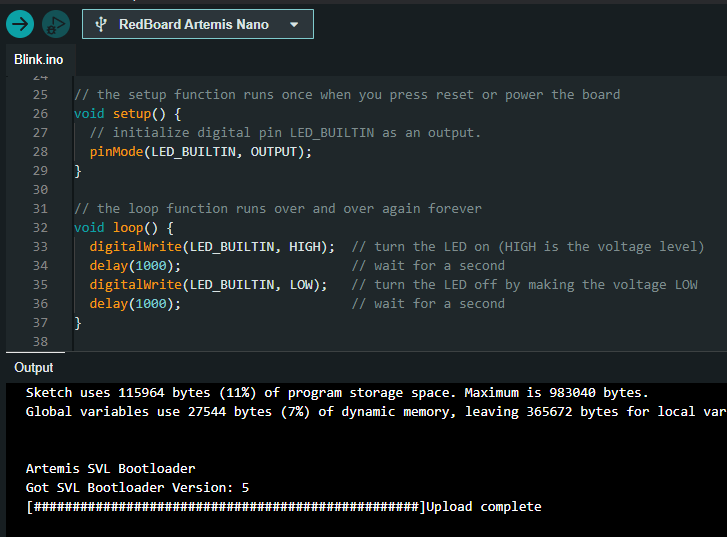 RedBoard Artemis Nano
Blink.ino
24
25 // the setup function runs once when you press reset or power the board
26 void setup() {
27   // initialize digital pin LED_BUILTIN as an output.
28   pinMode(LED_BUILTIN, OUTPUT);
29 }
30
31 // the loop function runs over and over again forever
32 void loop() {
33   digitalWrite(LED_BUILTIN, HIGH);  // turn the LED on (HIGH is the voltage level)
34   delay(1000);                      // wait for a second
35   digitalWrite(LED_BUILTIN, LOW);   // turn the LED off by making the voltage LOW
36   delay(1000);                      // wait for a second
37 }
38
Output
Sketch uses 115964 bytes (11%) of program storage space. Maximum is 983040 bytes.
Global variables use 27544 bytes (7%) of dynamic memory, leaving 365672 bytes for local var
Artemis SVL Bootloader
Got SVL Bootloader Version: 5
[##################################################]Upload complete